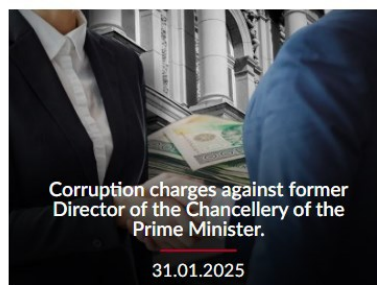 Corruption charges against former
Director of the Chancellery of the
Prime Minister.
31.01.2025